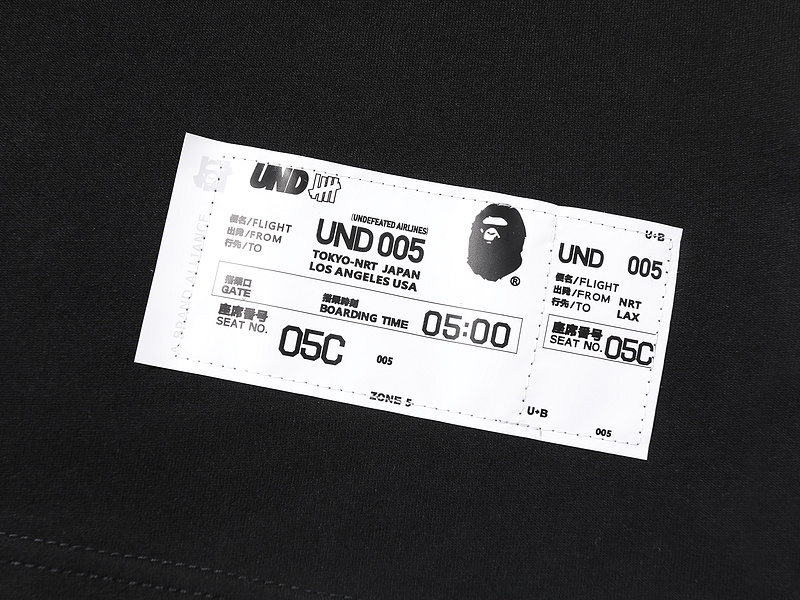 UND
(UNDEFEATED AIRLINES)
便名/FLIGHT
出発/FROM
行先/TO
UND 005
TOKYO-NRT JAPAN
LOS ANGELES USA
搭乗口
GATE
搭乗時刻
BOARDING TIME
05:00
座席番号
SEAT NO.
05C
005
ZONE 5
A BRAND ALLIANCE
®
U+B
UND 005
便名/FLIGHT
出発/FROM NRT
行先/TO LAX
座席番号
SEAT NO. 05C
U+B
005